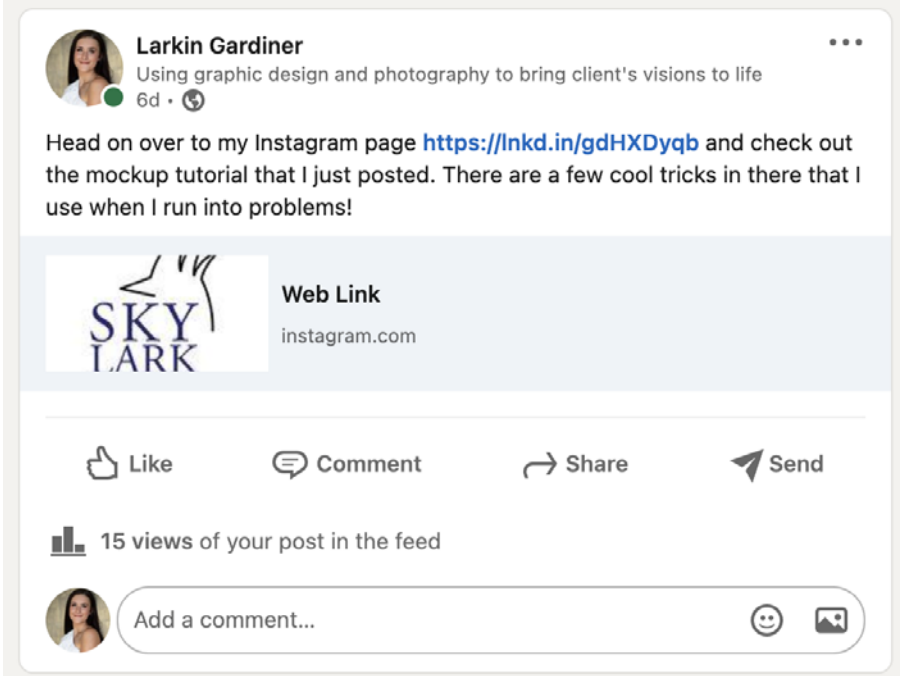 Larkin Gardiner
Using graphic design and photography to bring client's visions to life
6d •
Head on over to my Instagram page https://lnkd.in/gdHXDyqb and check out
the mockup tutorial that I just posted. There are a few cool tricks in there that I
use when I run into problems!
SKY
LARK
Web Link
instagram.com
Like Comment Share Send
15 views of your post in the feed
Add a comment...